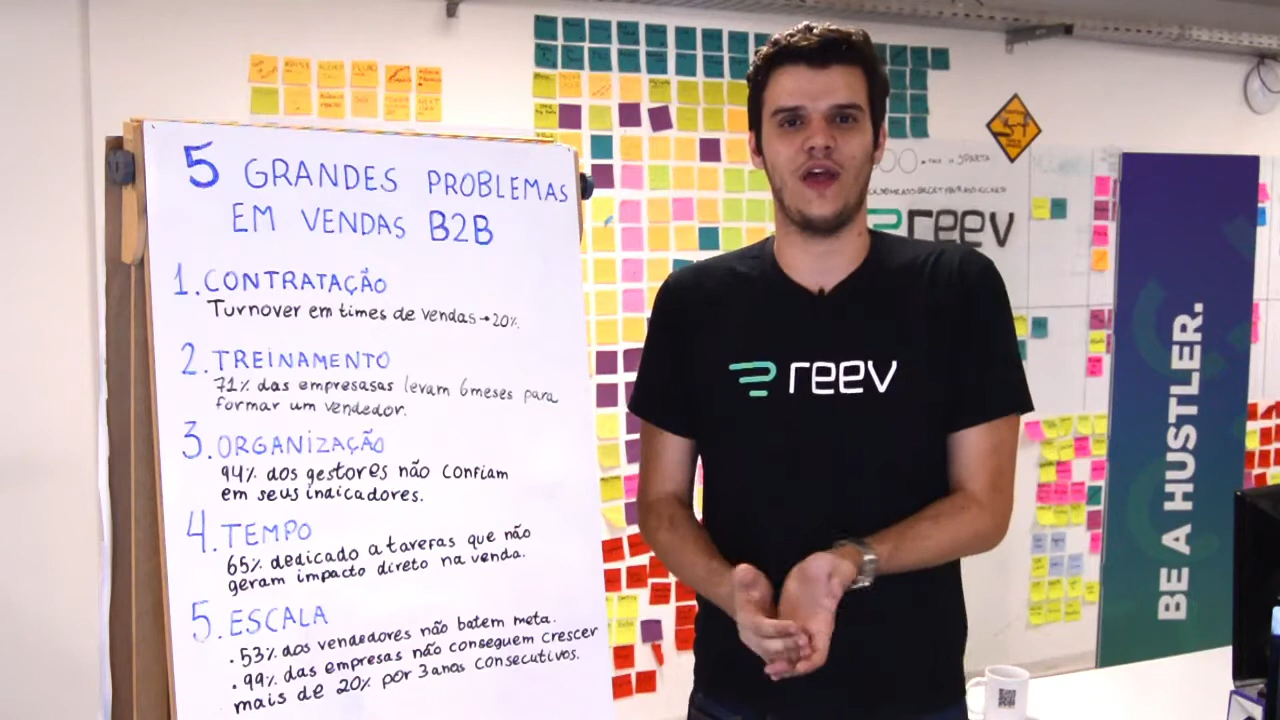 5 GRANDES PROBLEMAS
EM VENDAS B2B
1. CONTRATAÇÃO
Turnover em times de vendas → 20%.
2. TREINAMENTO
71% das empresasas levam 6 meses para
formar um vendedor.
3. ORGANIZAÇÃO
94% dos gestores não confiam
em seus indicadores.
4. TEMPO
65% dedicado a tarefas que não
geram impacto direto na venda.
5. ESCALA
. 53% dos vendedores não batem meta.
. 99% das empresas não conseguem crescer
mais de 20% por 3 anos consecutivos.
reev
reev
BE A HUSTLER.